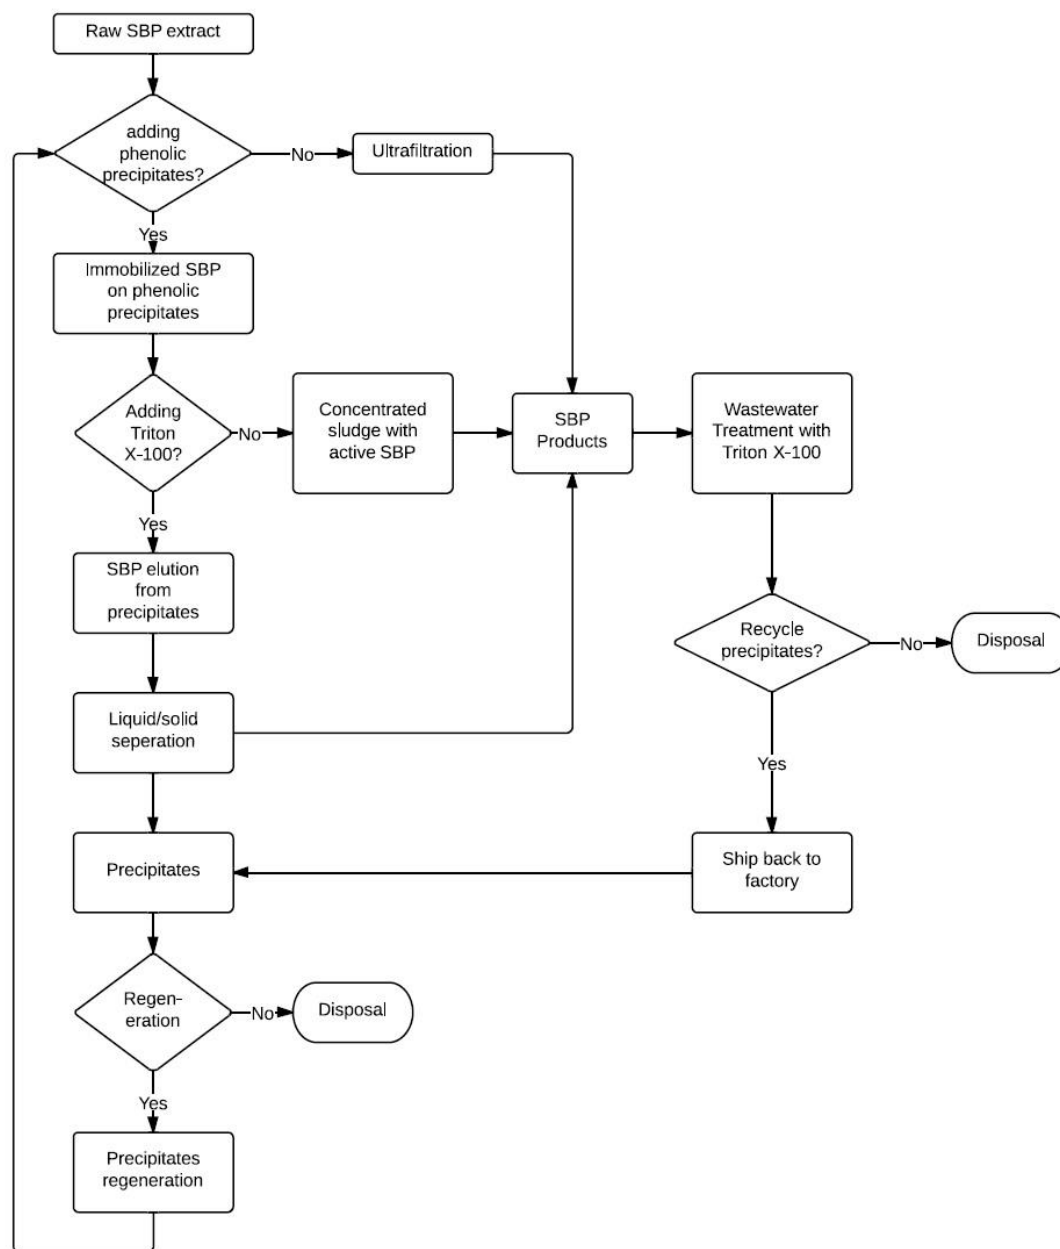 Raw SBP extract
adding
phenolic
precipitates?
No
Ultrafiltration
Yes
Immobilized SBP
on phenolic
precipitates
Adding
Triton
X-100?
No
Concentrated
sludge with
active SBP
SBP
Products
Wastewater
Treatment with
Triton X-100
Yes
SBP elution
from
precipitates
Recycle
precipitates?
No
Disposal
Liquid/solid
seperation
Yes
Precipitates
Ship back to
factory
Regen-
eration
No
Disposal
Yes
Precipitates
regeneration